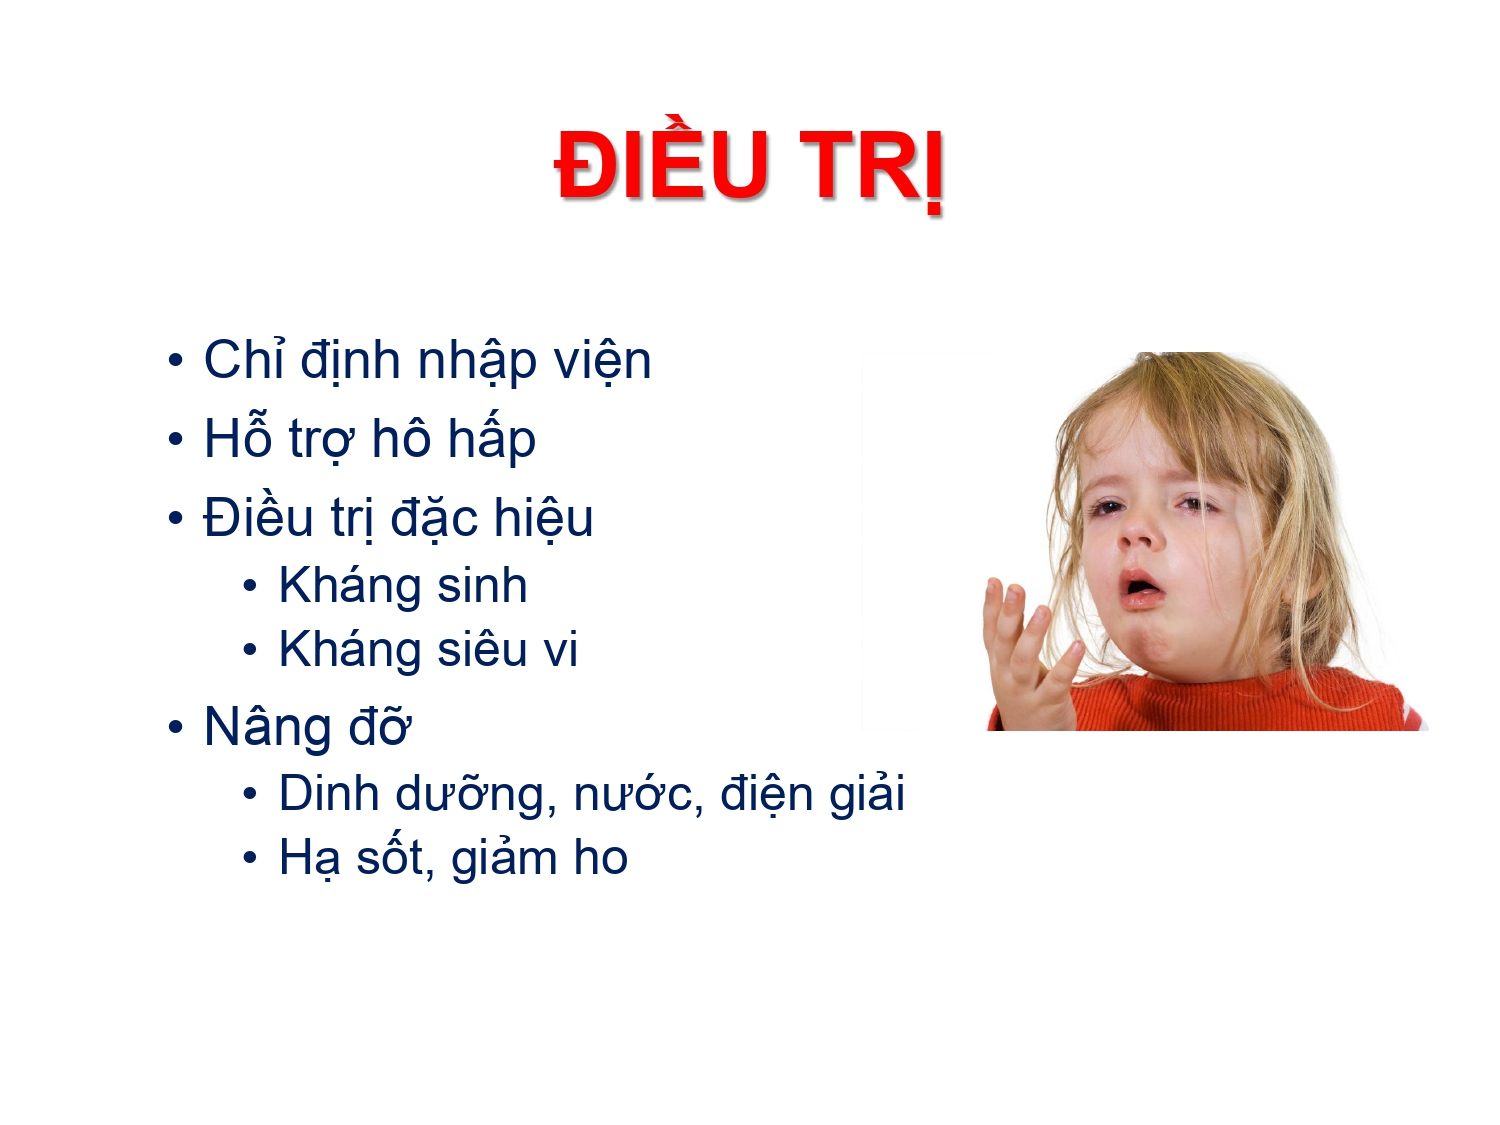 ĐIỀU TRỊ
• Chỉ định nhập viện
• Hỗ trợ hô hấp
• Điều trị đặc hiệu
• Kháng sinh
• Kháng siêu vi
• Nâng đỡ
• Dinh dưỡng, nước, điện giải
• Hạ sốt, giảm ho